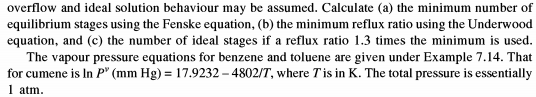 overflow and ideal solution behaviour may be assumed. Calculate (a) the minimum number of
equilibrium stages using the Fenske equation, (b) the minimum reflux ratio using the Underwood
equation, and (c) the number of ideal stages if a reflux ratio 1.3 times the minimum is used.
The vapour pressure equations for benzene and toluene are given under Example 7.14. That
for cumene is ln Pᵛ (mm Hg) = 17.9232 – 4802/T, where T is in K. The total pressure is essentially
1 atm.